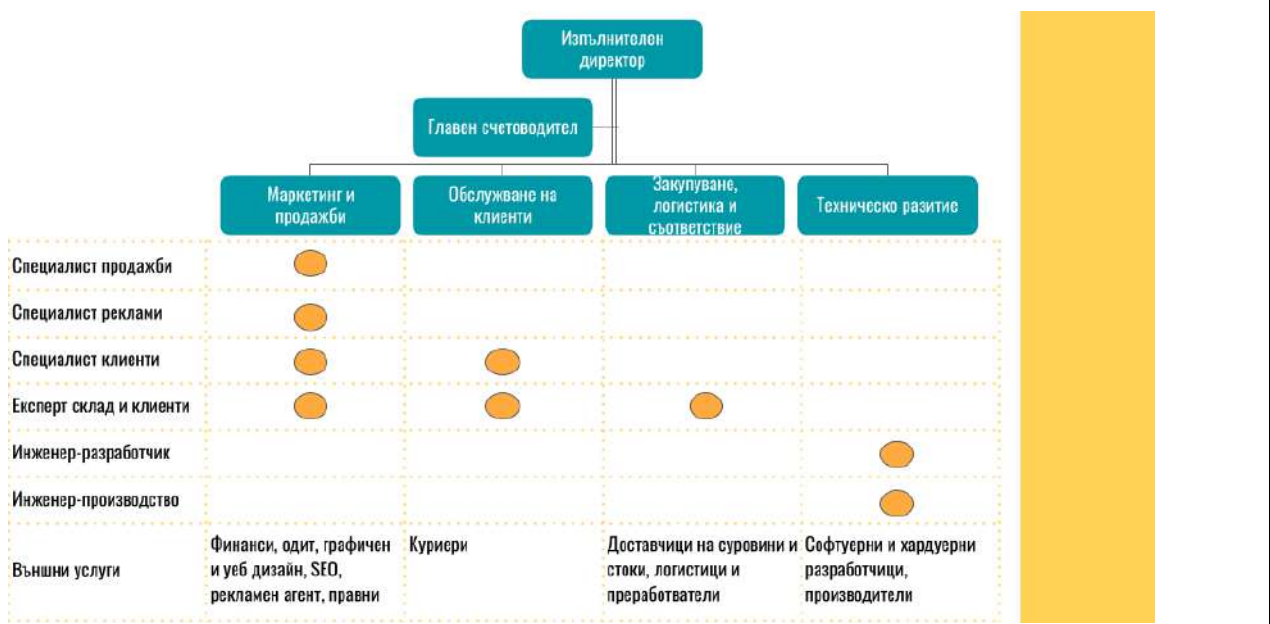 Изпълнителон
директор
Главен счетоводител
Маркетинг и
продажби
Обслужване на
клиенти
Закупуване,
логистика и
съответствие
Техническо разитие
Специалист продажби
Специалист реклами
Специалист клиенти
Експерт склад и клиенти
Инженер-разработчик
Инженер-производство
Външни услуги
Финанси, одит, графичен
и уеб дизайн, SEO,
рекламен агент, правни
Куриери
Доставчици на суровини и
стоки, логистици и
преработватели
Софтуерни и хардуерни
разработчици,
производители